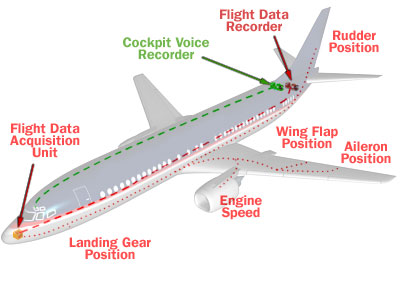 Flight Data
Recorder
Rudder
Position
Cockpit Voice
Recorder
Flight Data
Acquisition
Unit
Wing Flap
Position
Aileron
Position
Engine
Speed
Landing Gear
Position